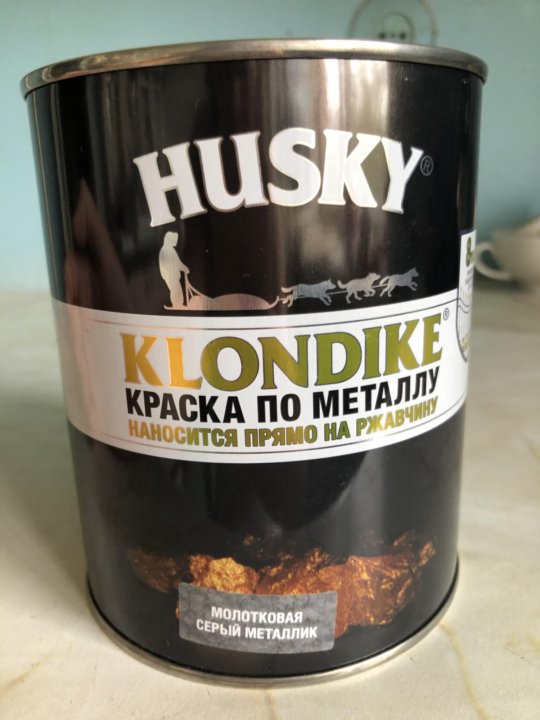 HUSKY®
KLONDIKE®
КРАСКА ПО МЕТАЛЛУ
НАНОСИТСЯ ПРЯМО НА РЖАВЧИНУ
МОЛОТКОВАЯ
СЕРЫЙ МЕТАЛЛИК